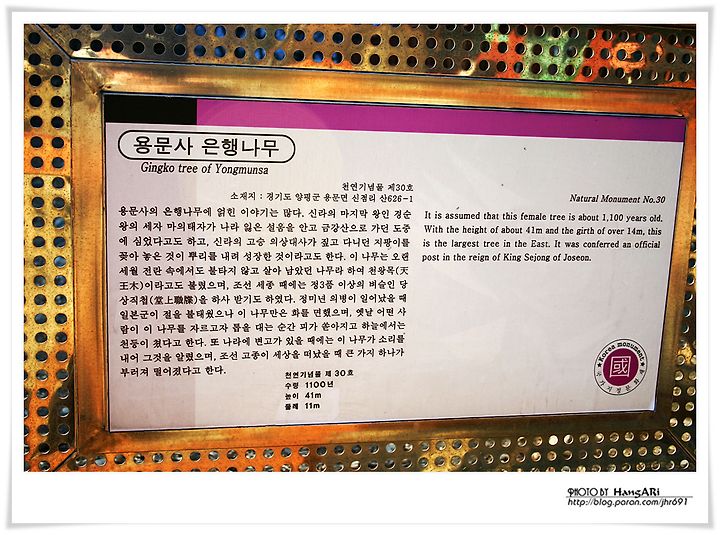 용문사 은행나무
Gingko tree of Yongmunsa
천연기념물 제30호
소재지 : 경기도 양평군 용문면 신점리 산626-1
용문사의 은행나무에 얽힌 이야기는 많다. 신라의 마지막 왕인 경순
왕의 세자 마의태자가 나라 잃은 설움을 안고 금강산으로 가던 도중
에 심었다고도 하고, 신라의 고승 의상대사가 짚고 다니던 지팡이를
꽂아 놓은 것이 뿌리를 내려 성장한 것이라고도 한다. 이 나무는 오랜
세월 전란 속에서도 불타지 않고 살아 남았던 나무라 하여 천왕목(天
王木)이라고도 불렸으며, 조선 세종 때에는 정3품 이상의 벼슬인 당
상직첩(堂上職牒)을 하사 받기도 하였다. 정미년 의병이 일어났을 때
일본군이 절을 불태웠으나 이 나무만은 화를 면했으며, 옛날 어떤 사
람이 이 나무를 자르고자 톱을 대는 순간 피가 쏟아지고 하늘에서는
천둥이 쳤다고 한다. 또 나라에 변고가 있을 때에는 이 나무가 소리를
내어 그것을 알렸으며, 조선 고종이 세상을 떠났을 때 큰 가지 하나가
부러져 떨어졌다고 한다.
천연기념물 제 30호
수령 1100년
높이 41m
둘레 11m
Natural Monument No.30
It is assumed that this female tree is about 1,100 years old.
With the height of about 41m and the girth of over 14m, this
is the largest tree in the East. It was conferred an official
post in the reign of King Sejong of Joseon.
Korea monument
國
국가지정문화재
PHOTO BY HangARi
http://blog.paran.com/jhr691